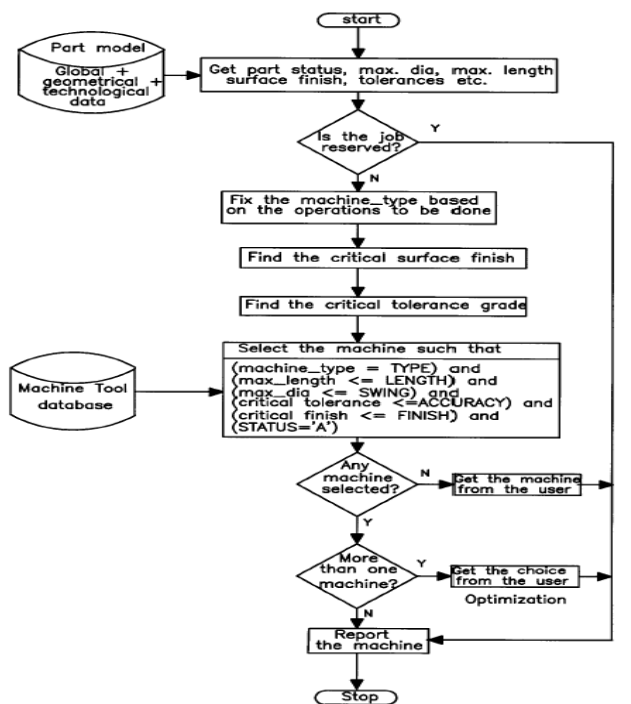 start
Part model
Global +
geometrical +
technological
data
Get part status, max. dia, max. length
surface finish, tolerances etc.
Is the job
reserved?
Y
N
Fix the machine_type based
on the operations to be done
Find the critical surface finish
Find the critical tolerance grade
Select the machine such that
(machine_type = TYPE) and
(max_length <= LENGTH) and
(max_dia <= SWING) and
(critical tolerance <=ACCURACY) and
(critical finish <= FINISH) and
(STATUS='A')
Machine Tool
database
Any
machine
selected?
N
Get the machine
from the user
Y
More
than one
machine?
Y
Get the choice
from the user
Optimization
N
Report
the machine
Stop